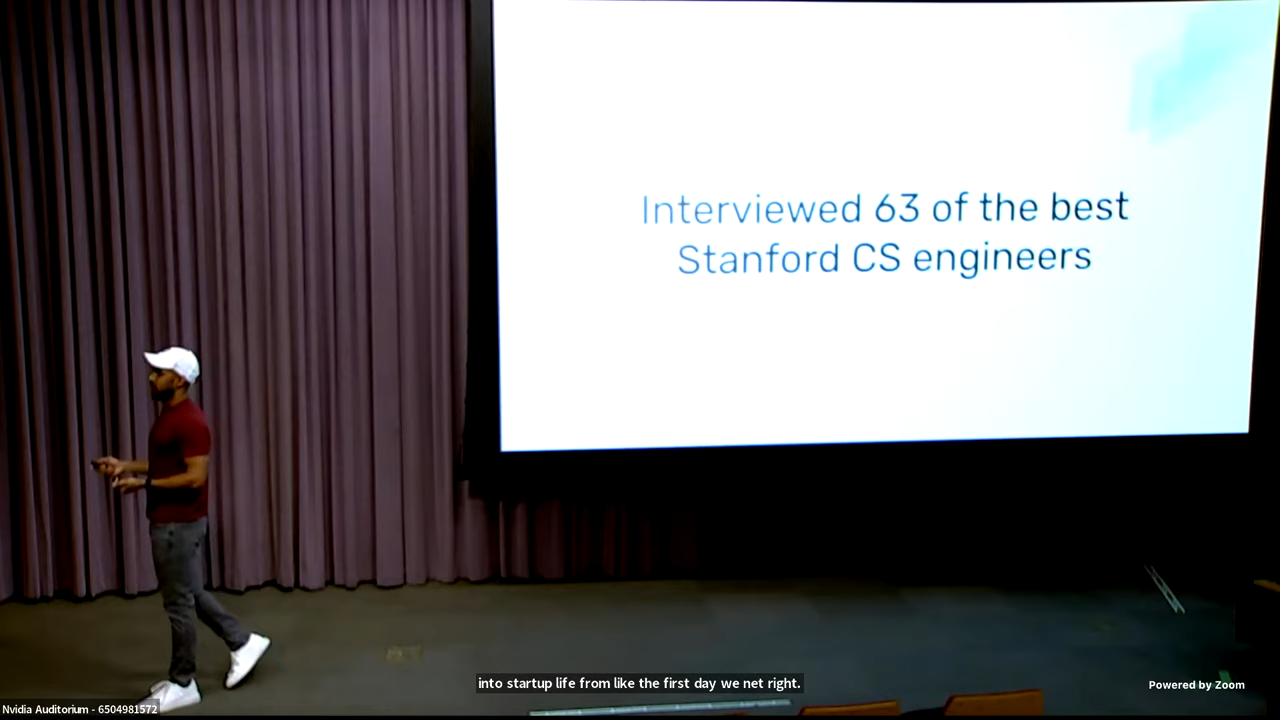 Interviewed 63 of the best
Stanford CS engineers
into startup life from like the first day we net right.
Nvidia Auditorium - 6504981572
Powered by Zoom